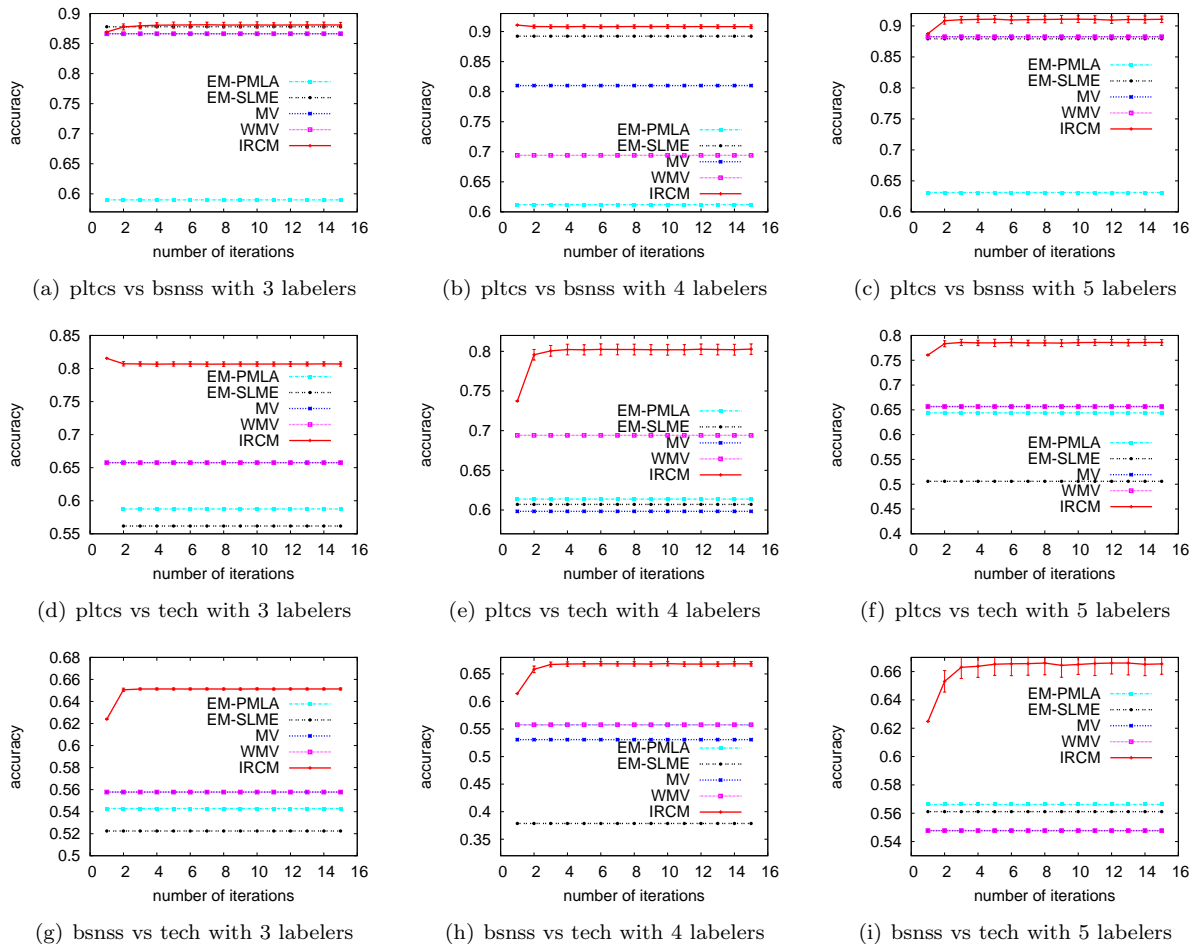 0.9
0.85
0.8
0.75
0.7
0.65
0.6
accuracy
EM-PMLA
EM-SLME
MV
WMV
IRCM
0 2 4 6 8 10 12 14 16
number of iterations
(a) pltcs vs bsnss with 3 labelers
0.9
0.85
0.8
0.75
0.7
0.65
0.6
accuracy
EM-PMLA
EM-SLME
MV
WMV
IRCM
0 2 4 6 8 10 12 14 16
number of iterations
(b) pltcs vs bsnss with 4 labelers
0.9
0.85
0.8
0.75
0.7
0.65
0.6
accuracy
EM-PMLA
EM-SLME
MV
WMV
IRCM
0 2 4 6 8 10 12 14 16
number of iterations
(c) pltcs vs bsnss with 5 labelers
0.85
0.8
0.75
0.7
0.65
0.6
0.55
accuracy
EM-PMLA
EM-SLME
MV
WMV
IRCM
0 2 4 6 8 10 12 14 16
number of iterations
(d) pltcs vs tech with 3 labelers
0.8
0.75
0.7
0.65
0.6
accuracy
EM-PMLA
EM-SLME
MV
WMV
IRCM
0 2 4 6 8 10 12 14 16
number of iterations
(e) pltcs vs tech with 4 labelers
0.8
0.75
0.7
0.65
0.6
0.55
0.5
0.45
0.4
accuracy
EM-PMLA
EM-SLME
MV
WMV
IRCM
0 2 4 6 8 10 12 14 16
number of iterations
(f) pltcs vs tech with 5 labelers
0.68
0.66
0.64
0.62
0.6
0.58
0.56
0.54
0.52
0.5
accuracy
EM-PMLA
EM-SLME
MV
WMV
IRCM
0 2 4 6 8 10 12 14 16
number of iterations
(g) bsnss vs tech with 3 labelers
0.65
0.6
0.55
0.5
0.45
0.4
0.35
accuracy
EM-PMLA
EM-SLME
MV
WMV
IRCM
0 2 4 6 8 10 12 14 16
number of iterations
(h) bsnss vs tech with 4 labelers
0.66
0.64
0.62
0.6
0.58
0.56
0.54
accuracy
EM-PMLA
EM-SLME
MV
WMV
IRCM
0 2 4 6 8 10 12 14 16
number of iterations
(i) bsnss vs tech with 5 labelers